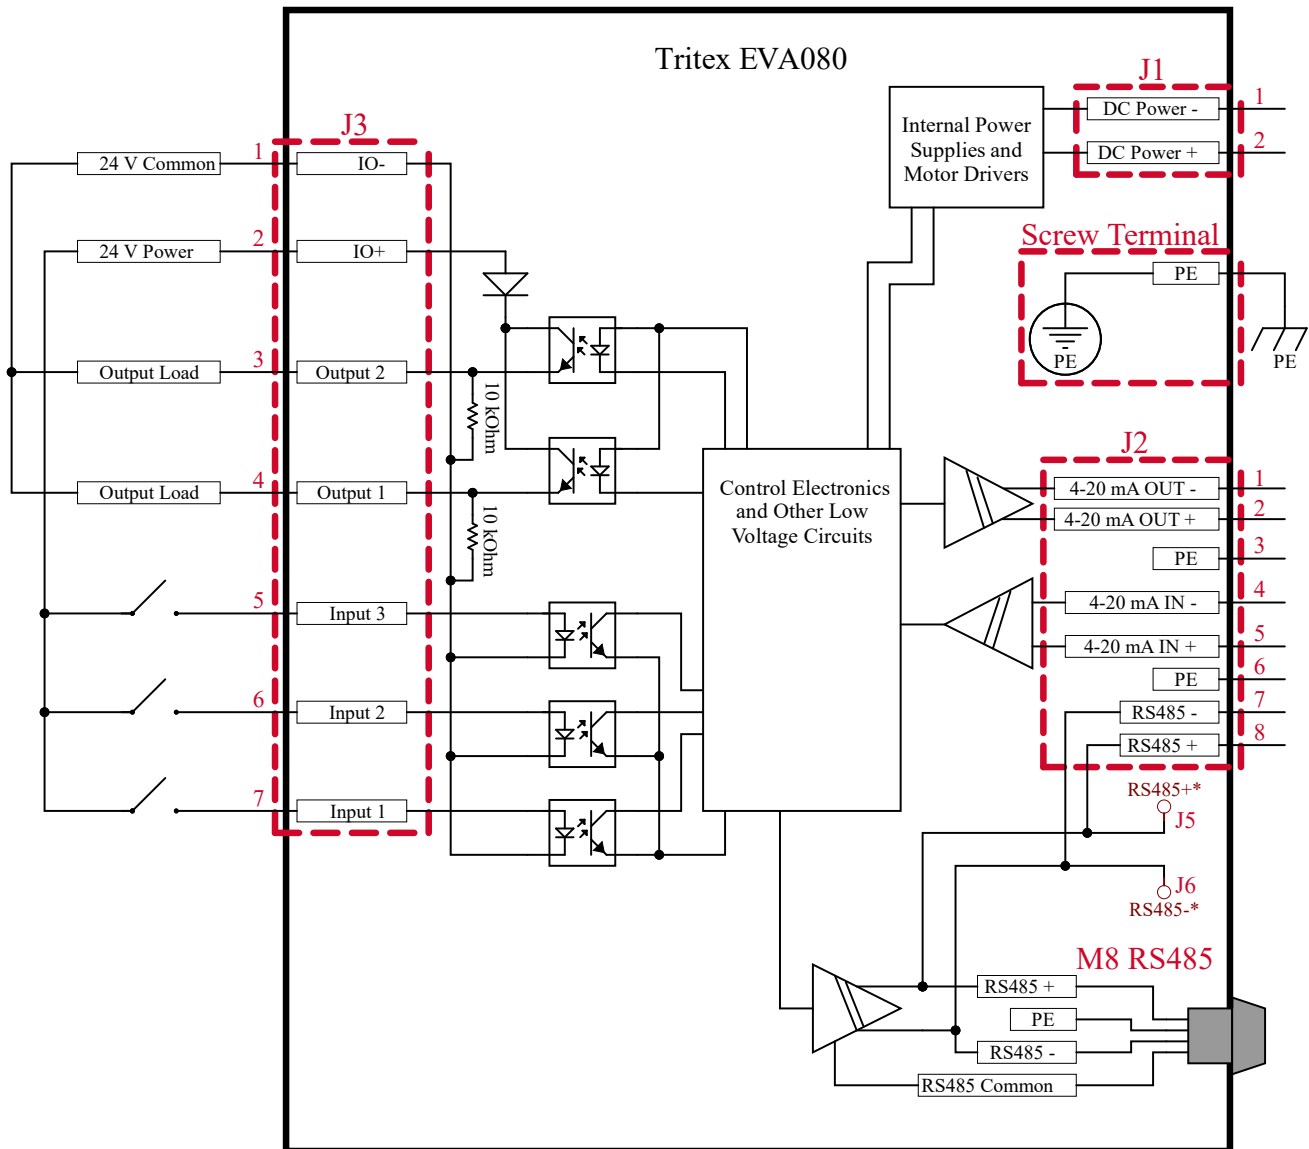 Tritex EVA080
J1
Internal Power
Supplies and
Motor Drivers
DC Power -
1
DC Power +
2
J3
24 V Common
1
IO-
24 V Power
2
IO+
Output Load
3
Output 2
10 kOhm
Output Load
4
Output 1
10 kOhm
5
Input 3
6
Input 2
7
Input 1
Control Electronics
and Other Low
Voltage Circuits
Screw Terminal
PE
PE
PE
J2
4-20 mA OUT -
1
4-20 mA OUT +
2
PE
3
4-20 mA IN -
4
4-20 mA IN +
5
PE
6
RS485 -
7
RS485 +
8
RS485+*
J5
J6
RS485-*
M8 RS485
RS485 +
PE
RS485 -
RS485 Common